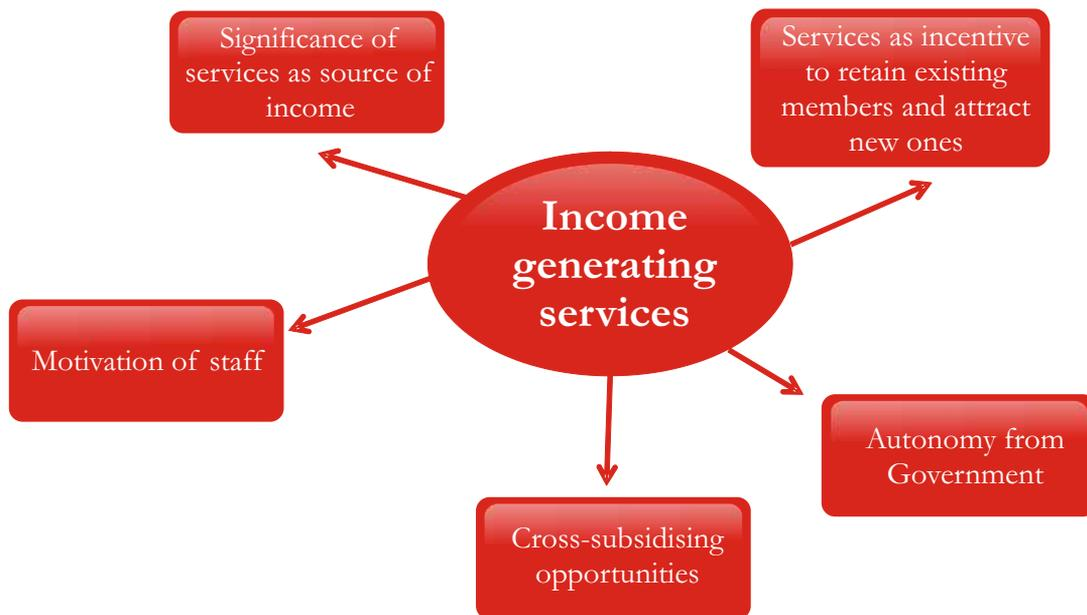 Significance of
services as source of
income
Services as incentive
to retain existing
members and attract
new ones
Income
generating
services
Motivation of staff
Autonomy from
Government
Cross-subsidising
opportunities